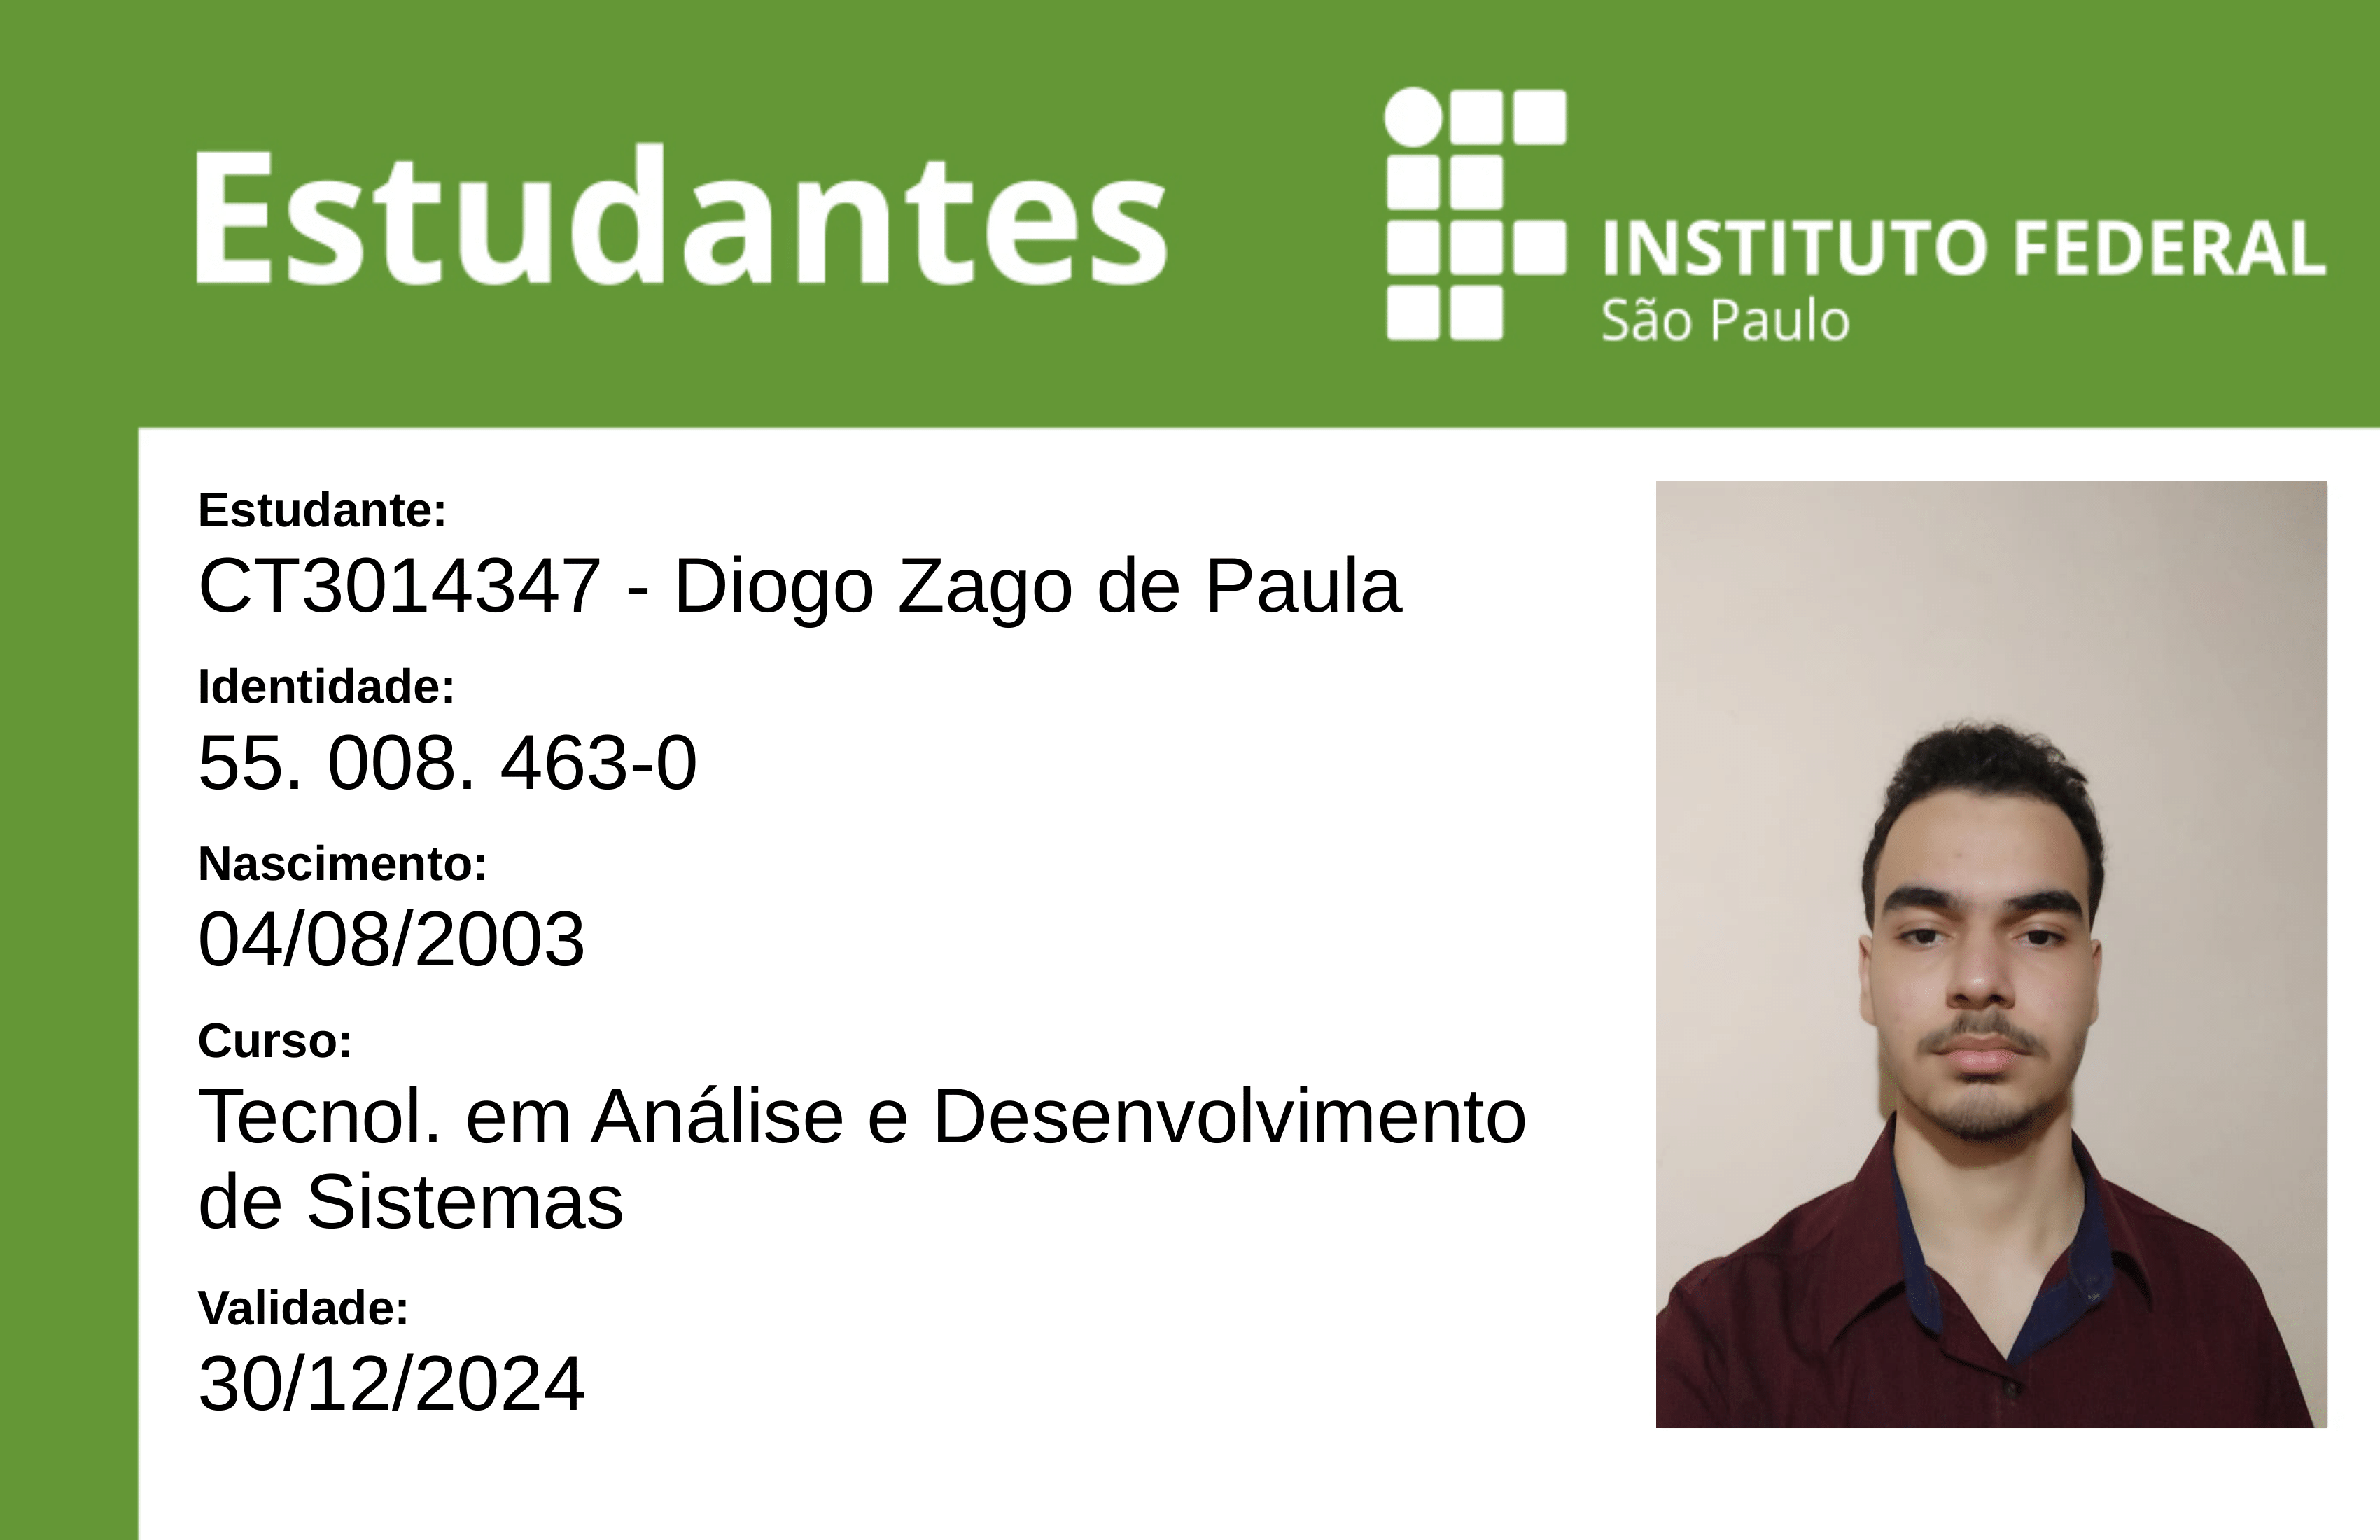 Estudantes
INSTITUTO FEDERAL
São Paulo
Estudante:
CT3014347 - Diogo Zago de Paula
Identidade:
55. 008. 463-0
Nascimento:
04/08/2003
Curso:
Tecnol. em Análise e Desenvolvimento
de Sistemas
Validade:
30/12/2024